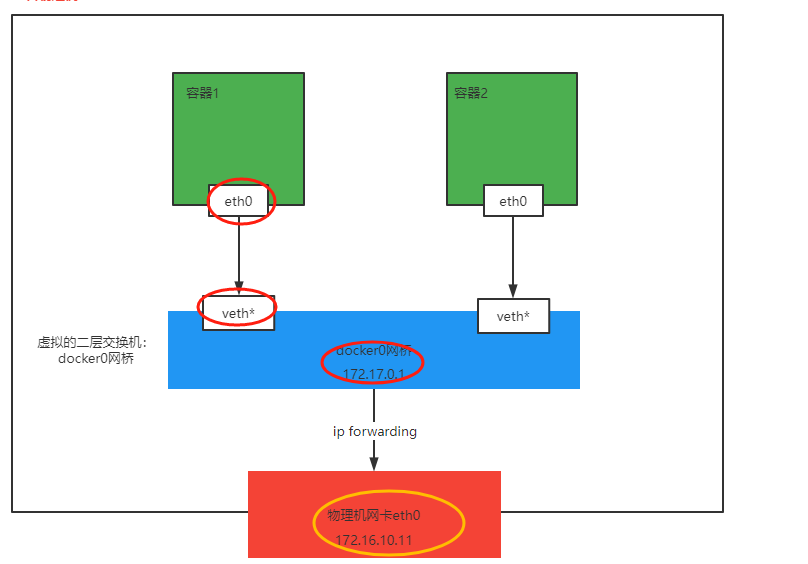 容器1
容器2
eth0
eth0
veth*
veth*
虚拟的二层交换机：
docker0网桥
docker0网桥
172.17.0.1
ip forwarding
物理机网卡eth0
172.16.10.11